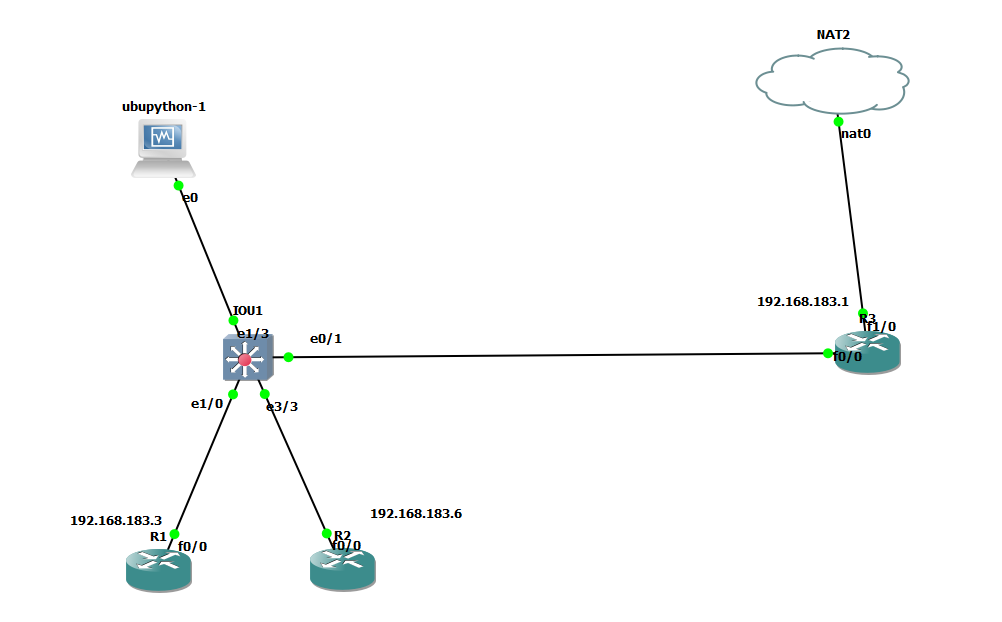 NAT2
nat0
ubupython-1
e0
IOU1
e1/3
e0/1
192.168.183.1
R3
f1/0
f0/0
e1/0
e3/3
192.168.183.3
R1
f0/0
192.168.183.6
R2
f0/0